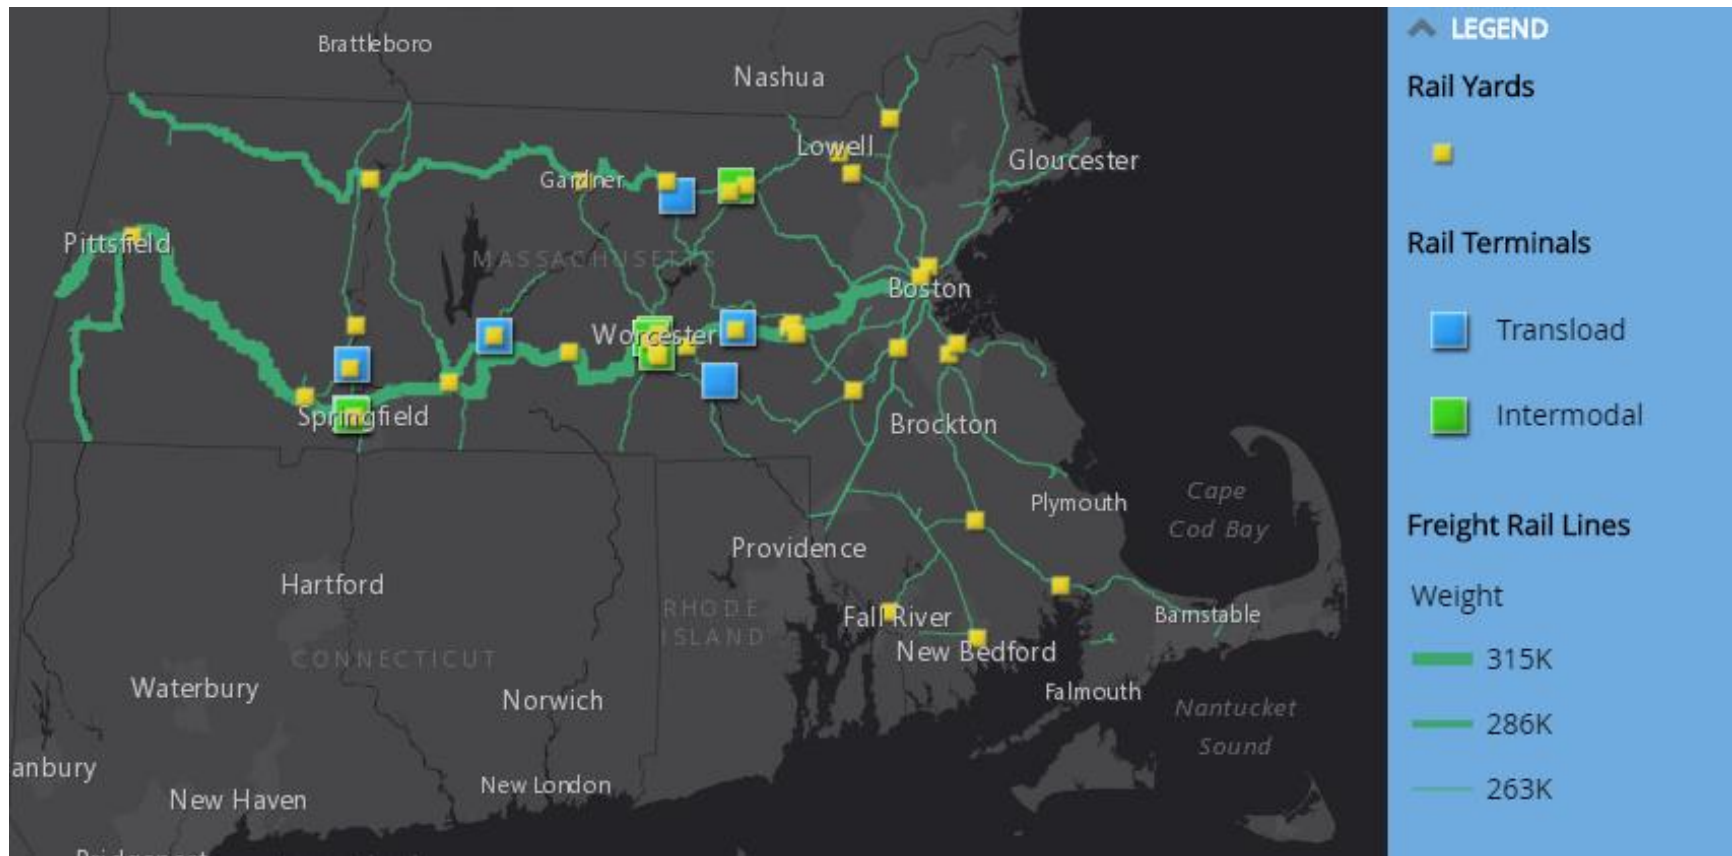 Brattleboro
Nashua
Lowell
Gloucester
Gardner
Pittsfield
MASSACHUSETTS
Boston
Worcester
Springfield
Brockton
Cape
Cod Bay
Plymouth
Providence
Hartford
RHODE
ISLAND
Fall River
Barnstable
CONNECTICUT
New Bedford
Waterbury
Norwich
Falmouth
Nantucket
Sound
anbury
New London
New Haven
LEGEND
Rail Yards
Rail Terminals
Transload
Intermodal
Freight Rail Lines
Weight
315K
286K
263K